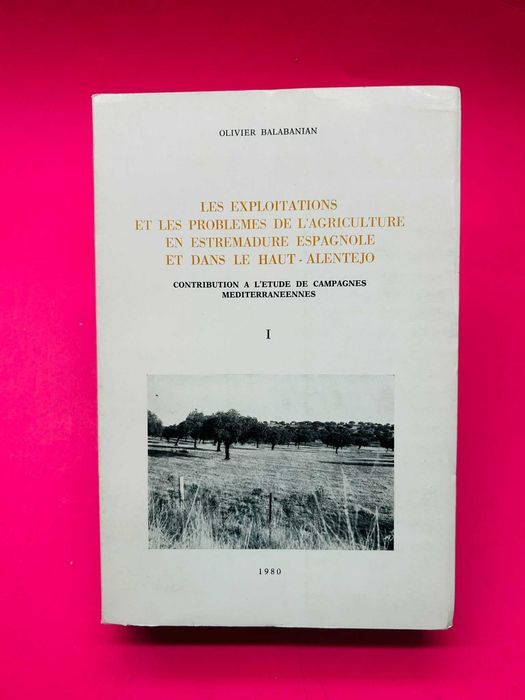 OLIVIER BALABANIAN
LES EXPLOITATIONS
ET LES PROBLEMES DE L'AGRICULTURE
EN ESTREMADURE ESPAGNOLE
ET DANS LE HAUT - ALENTEJO
CONTRIBUTION A L'ETUDE DE CAMPAGNES
MEDITERRANEENNES
I
1980